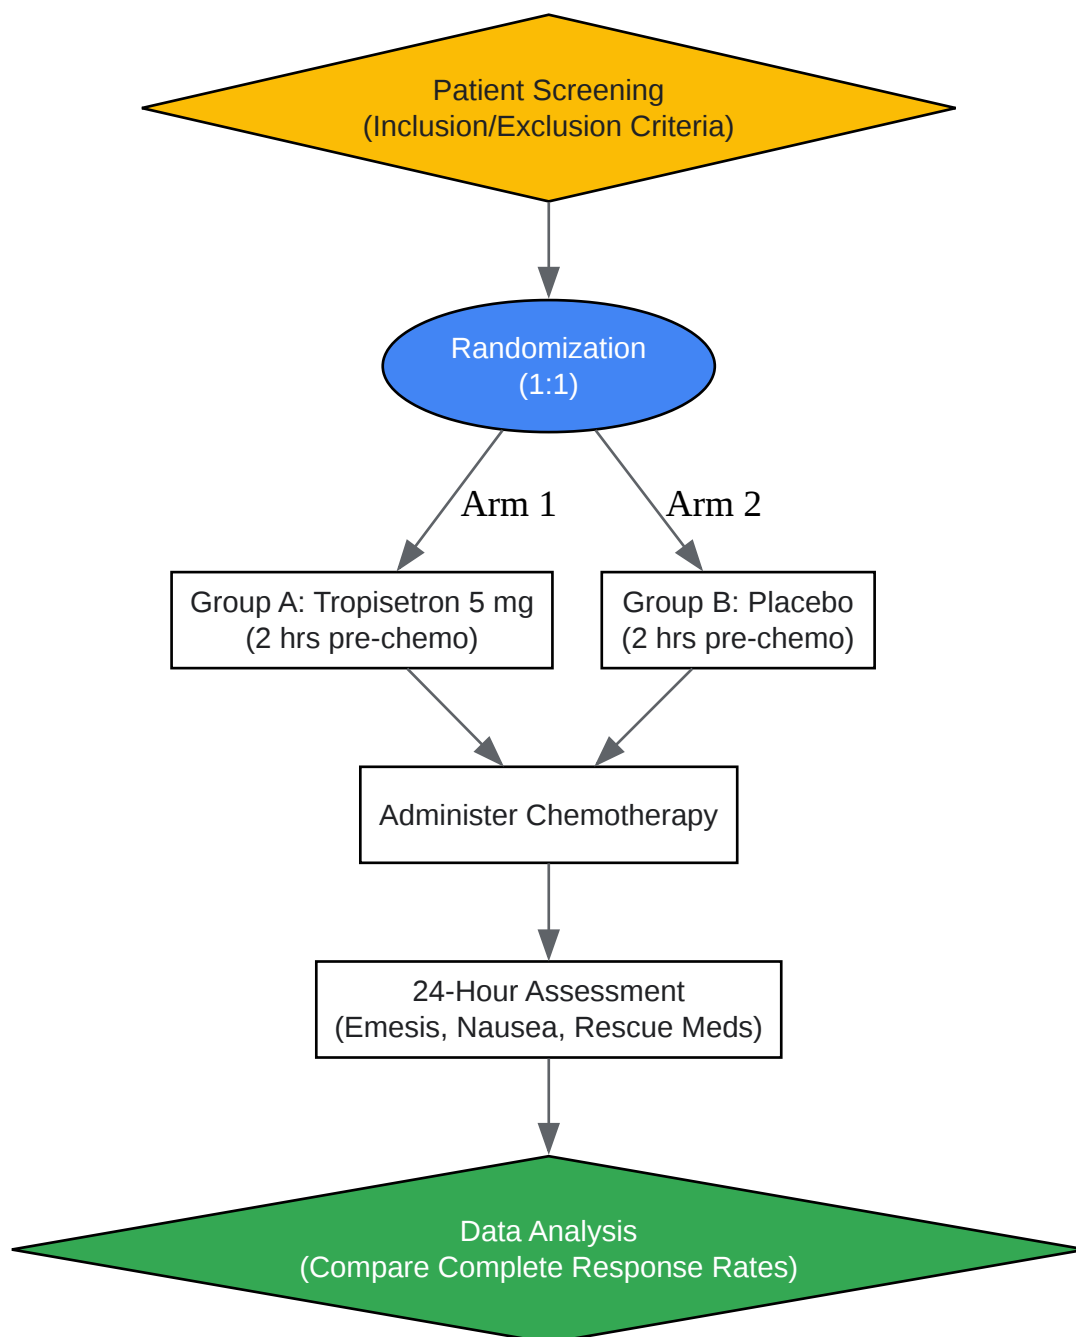 Patient Screening
(Inclusion/Exclusion Criteria)
Randomization
(1:1)
Arm 1
Arm 2
Group A: Tropisetron 5 mg
(2 hrs pre-chemo)
Group B: Placebo
(2 hrs pre-chemo)
Administer Chemotherapy
24-Hour Assessment
(Emesis, Nausea, Rescue Meds)
Data Analysis
(Compare Complete Response Rates)